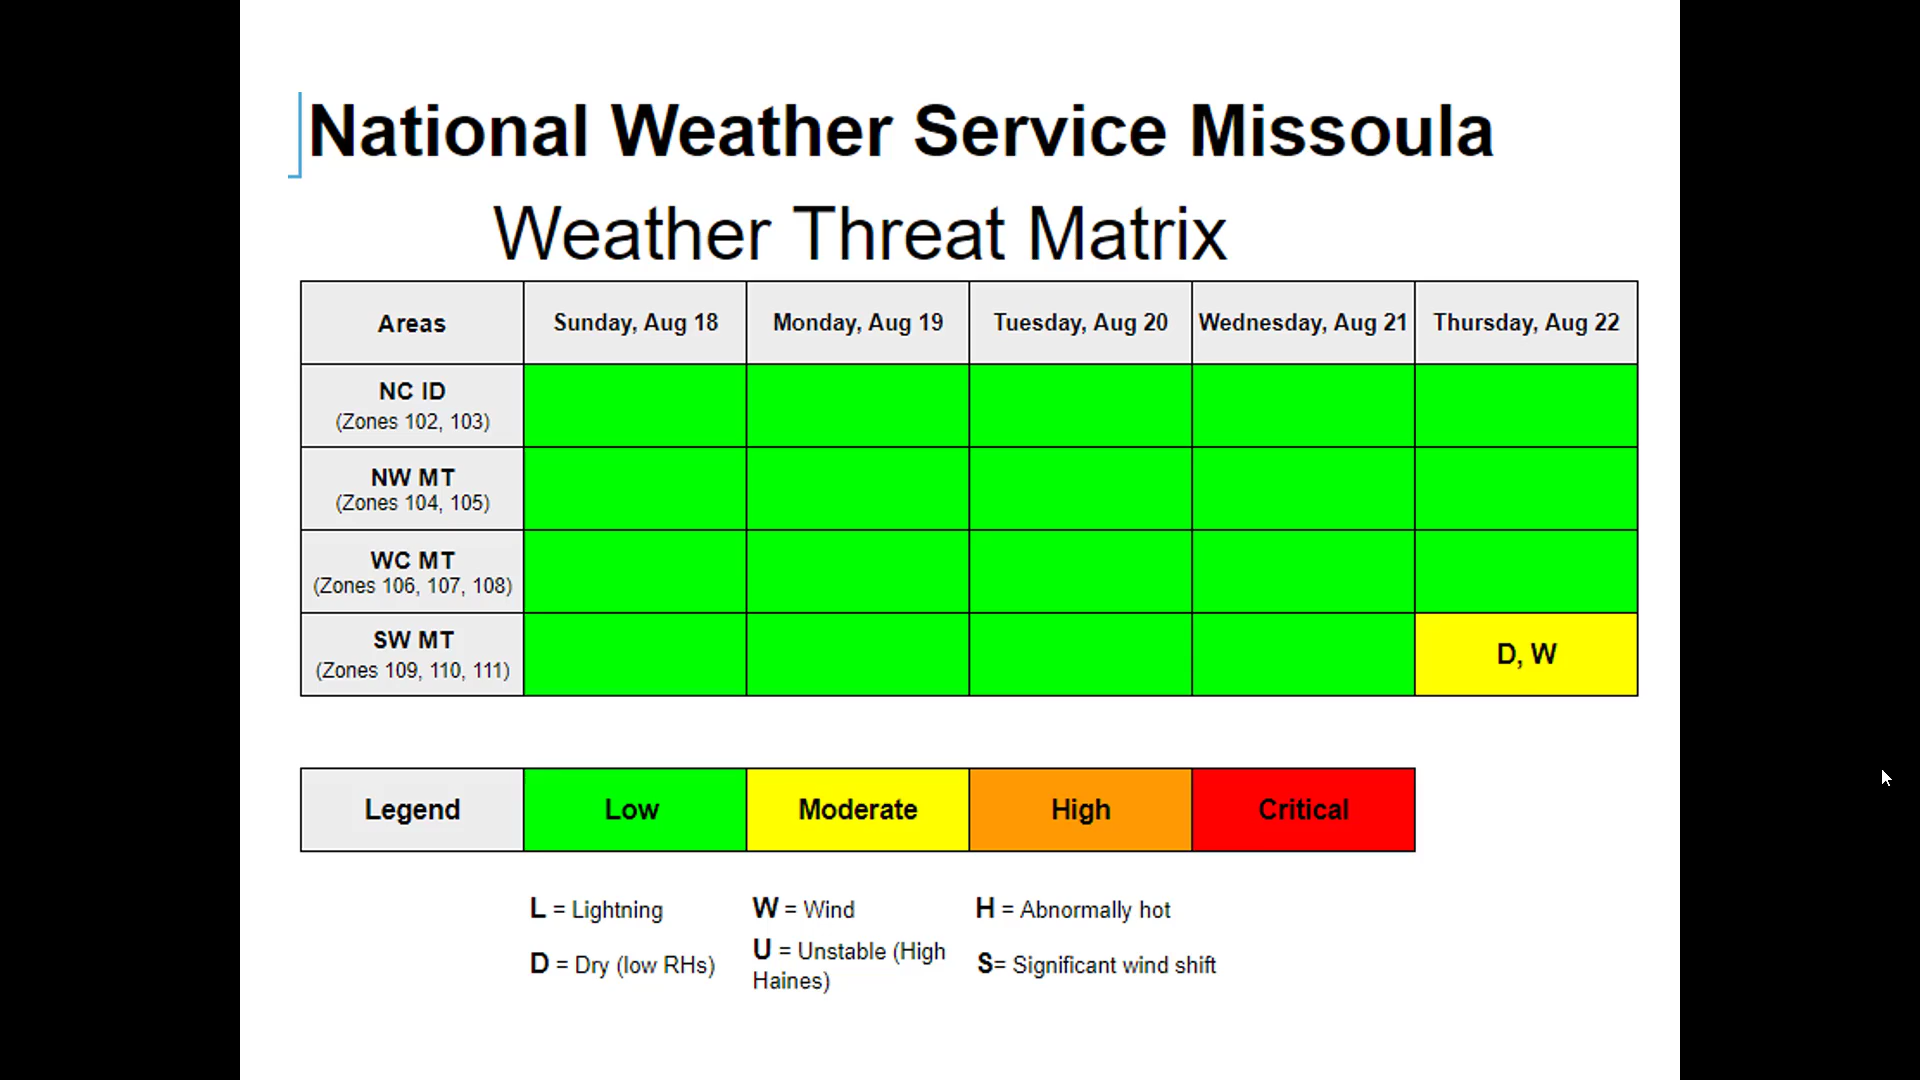 National Weather Service Missoula
Weather Threat Matrix
Areas
Sunday, Aug 18
Monday, Aug 19
Tuesday, Aug 20
Wednesday, Aug 21
Thursday, Aug 22
NC ID
(Zones 102, 103)
NW MT
(Zones 104, 105)
WC MT
(Zones 106, 107, 108)
SW MT
(Zones 109, 110, 111)
D, W
Legend
Low
Moderate
High
Critical
L = Lightning
W = Wind
H = Abnormally hot
D = Dry (low RHs)
U = Unstable (High
Haines)
S= Significant wind shift